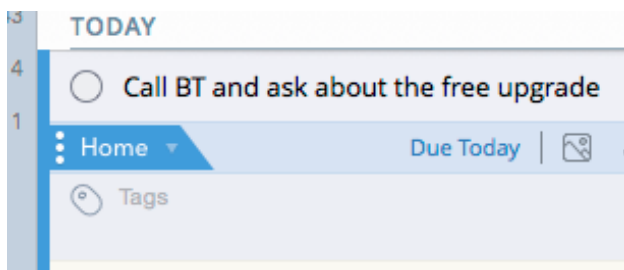 TODAY
4
Call BT and ask about the free upgrade
1
Home Due Today
Tags